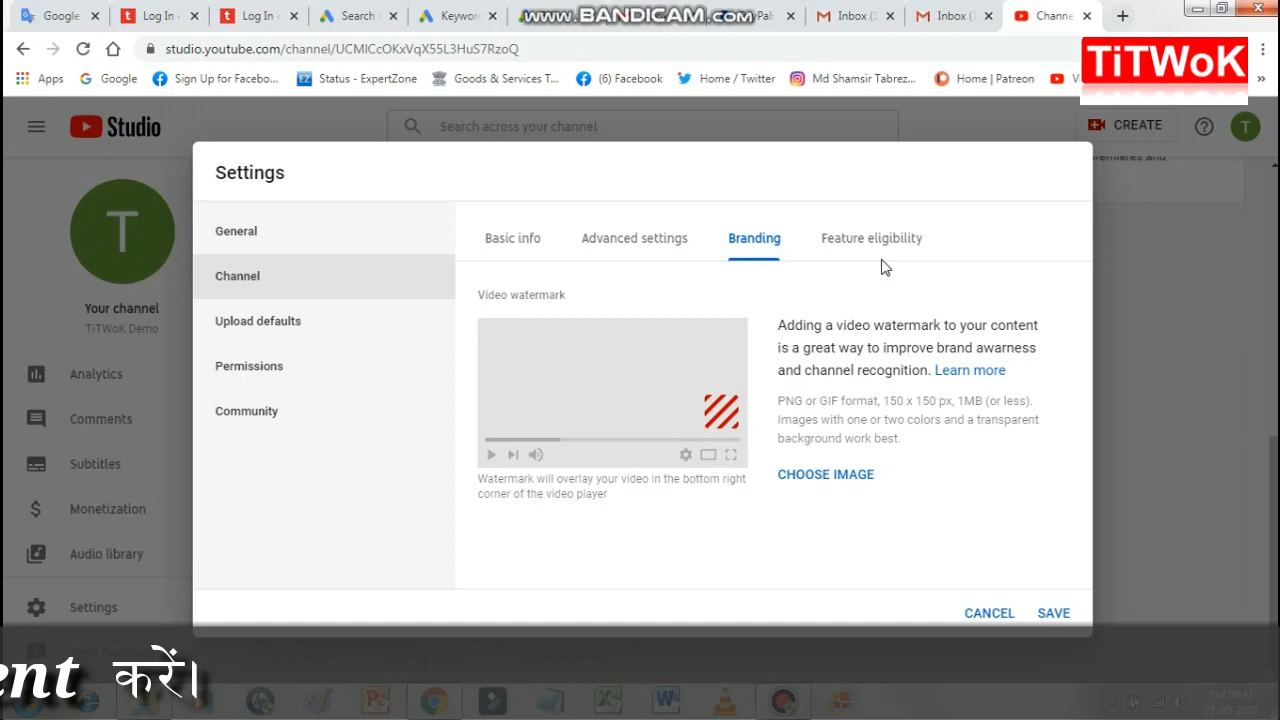 Google
Log In
Log In
Search
Keywor
www.BANDICAM.com
Inbox (1
Inbox (
Channe
studio.youtube.com/channel/UCMlCcOKxVqX55L3HuS7RzoQ
TiTWoK
Apps
Google
Sign Up for Facebo...
Status - ExpertZone
Goods & Services T...
(6) Facebook
Home / Twitter
Md Shamsir Tabrez...
Home | Patreon
Studio
Search across your channel
CREATE
T
Settings
T
Your channel
TiTWoK Demo
Analytics
Comments
Subtitles
Monetization
Audio library
Settings
General
Channel
Upload defaults
Permissions
Community
Basic info
Advanced settings
Branding
Feature eligibility
Video watermark
Watermark will overlay your video in the bottom right
corner of the video player
Adding a video watermark to your content
is a great way to improve brand awarness
and channel recognition. Learn more
PNG or GIF format, 150 x 150 px, 1MB (or less).
Images with one or two colors and a transparent
background work best.
CHOOSE IMAGE
CANCEL
SAVE
ent करें।